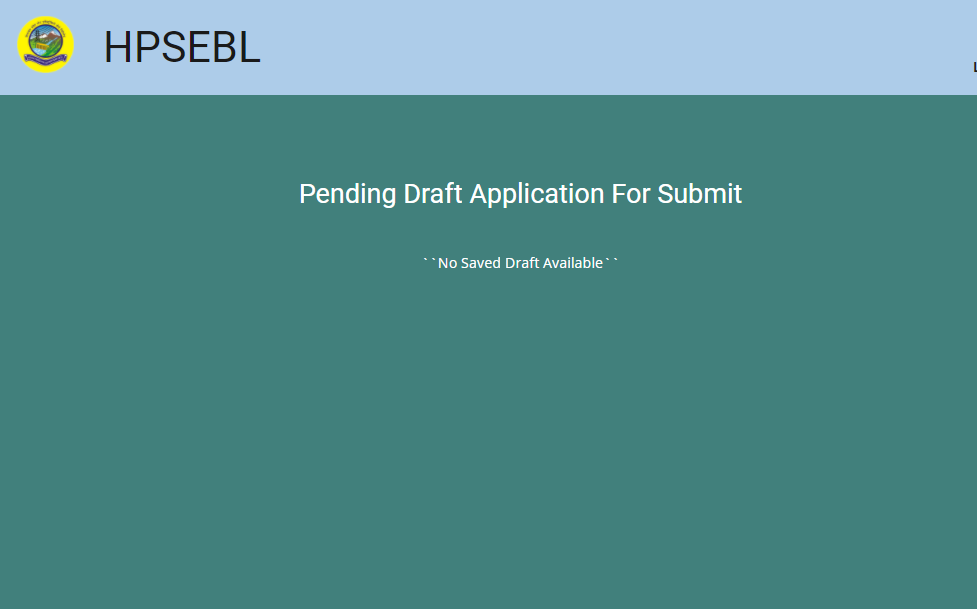 HPSEBL
L
Pending Draft Application For Submit
``No Saved Draft Available``